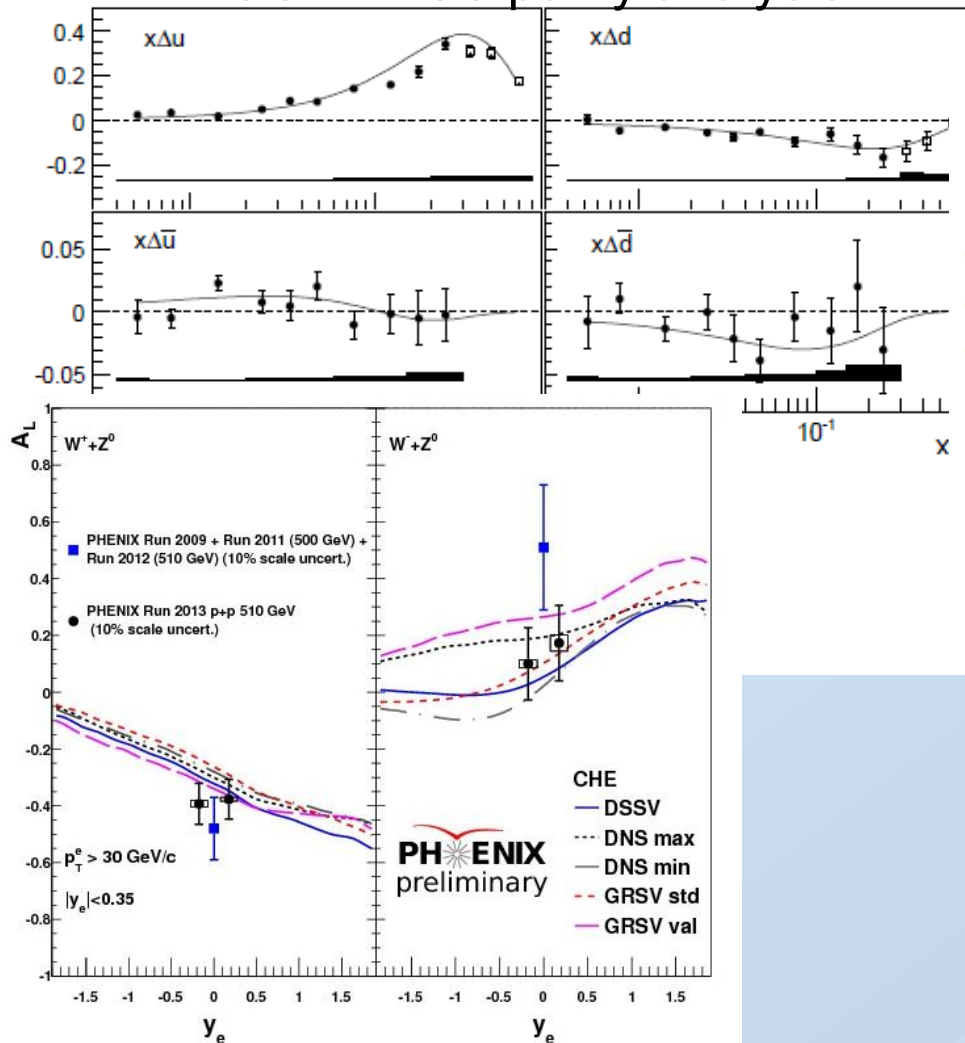 xΔu
xΔd
0.4
0.2
0
-0.2
xΔu̅
xΔd̅
0.05
0
-0.05
10⁻¹
x
A_L
1
W⁺+Z⁰
W⁻+Z⁰
0.8
PHENIX Run 2009 + Run 2011 (500 GeV) +
Run 2012 (510 GeV) (10% scale uncert.)
0.6
0.4
PHENIX Run 2013 p+p 510 GeV
(10% scale uncert.)
0.2
0
-0.2
-0.4
-0.6
-0.8
-1
p_T^e > 30 GeV/c
|y_e|<0.35
PHENIX
preliminary
CHE
DSSV
DNS max
DNS min
GRSV std
GRSV val
-1.5 -1 -0.5 0 0.5 1 1.5
-1.5 -1 -0.5 0 0.5 1 1.5
y_e
y_e